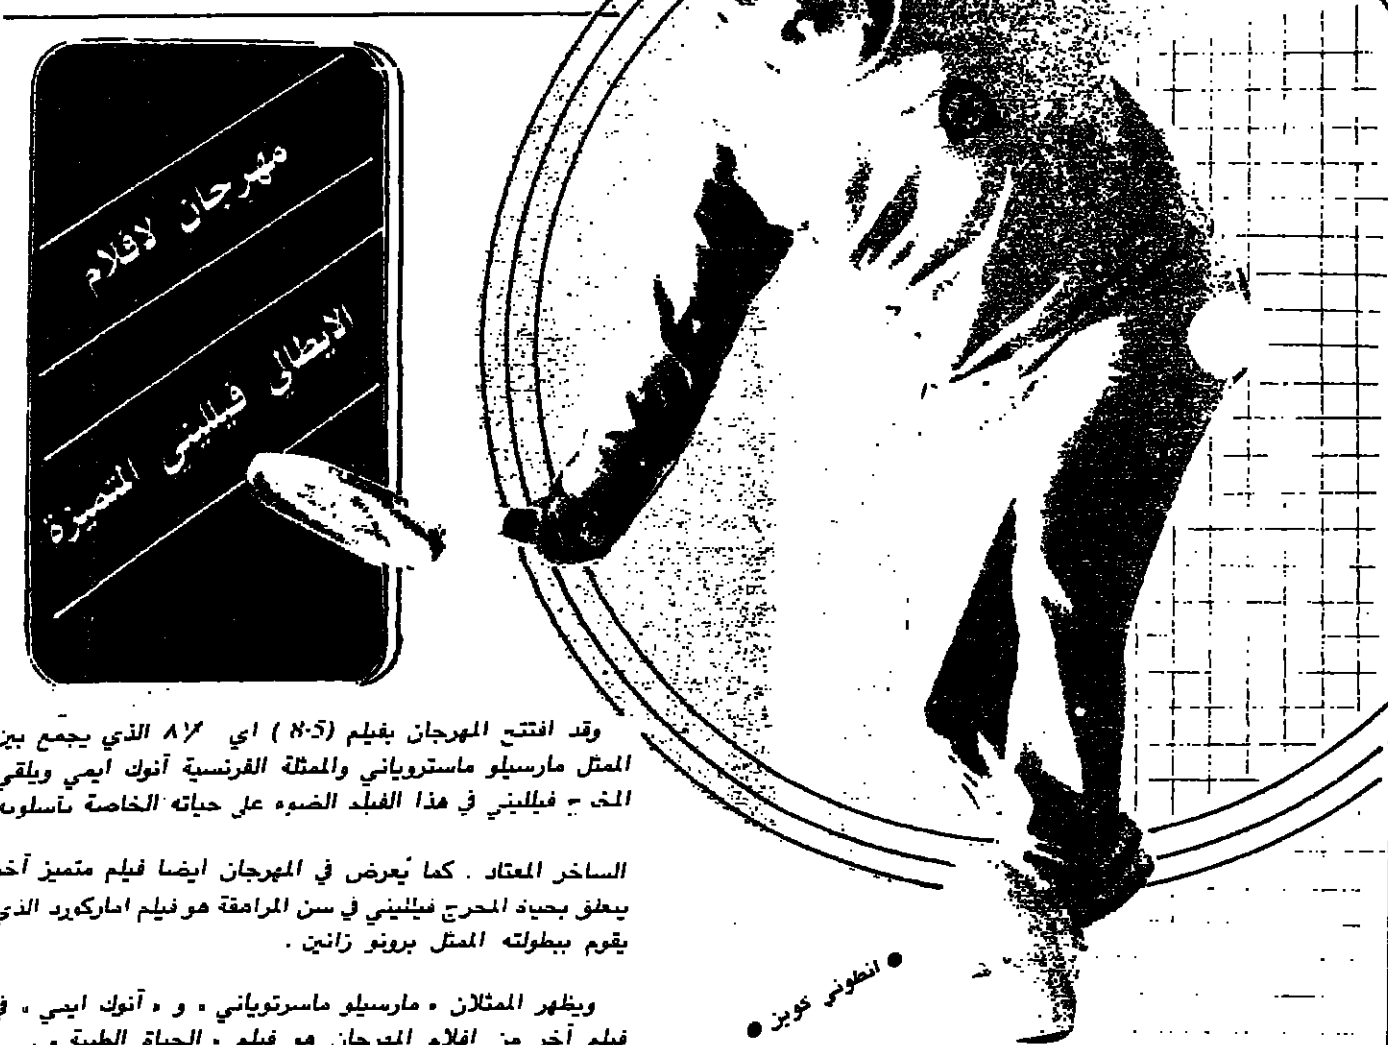 مهرجان لافلام
الايطالي فيلليني المتميزة
وقد افتتح المهرجان بفيلم (5-8) اي ٨½ الذي يجمع بين
الممثل مارسيلو ماسترويانى والممثلة الفرنسية آنوك ايمي ويلقي
المخرج فيلليني في هذا الفيلم الضوء على حياته الخاصة بأسلوبه
الساخر المعتاد . كما يُعرض في المهرجان ايضا فيلم متميز آخر
يتعلق بحياة المخرج فيلليني في سن المراهقة هو فيلم اماركورد الذي
يقوم ببطولته الممثل برونو زانين .
ويظهر الممثلان « مارسيلو ماسرتوياني » و « آنوك ايمي » في
فيلم آخر من افلام المهرجان هو فيلم « الحياة الطيبة » .
● انطوني كوين ●